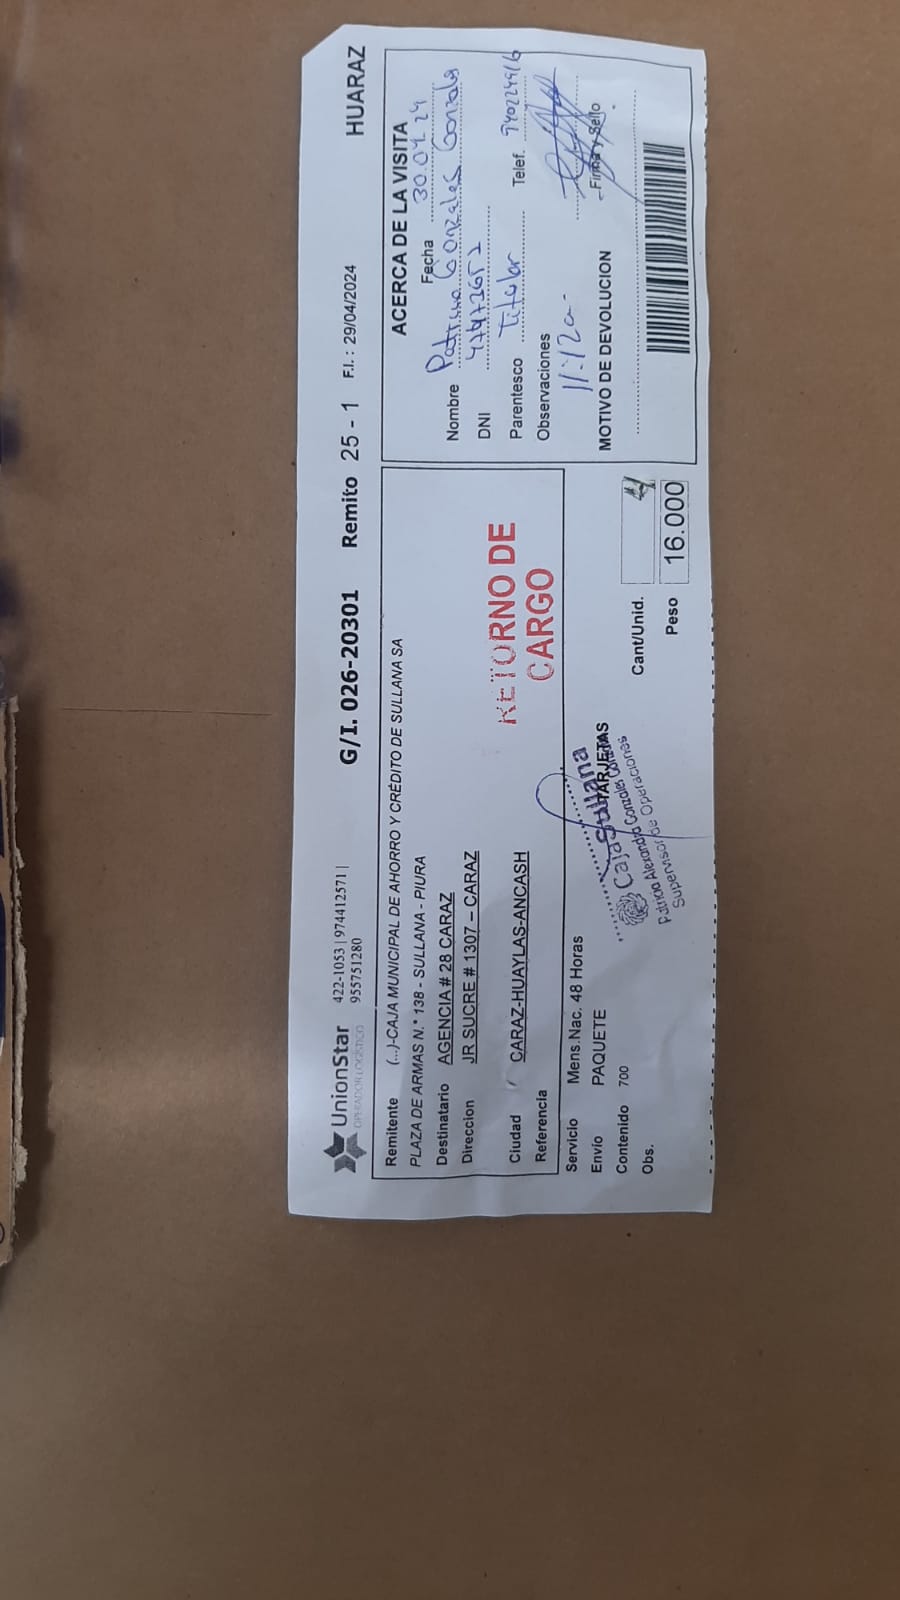 UnionStar
OPERADOR LOGÍSTICO
422-1053 | 974412571 |
955751280
G/I. 026-20301 Remito 25 - 1 F.I.: 29/04/2024 HUARAZ
Remitente (...)-CAJA MUNICIPAL DE AHORRO Y CRÉDITO DE SULLANA SA
PLAZA DE ARMAS N.° 138 - SULLANA - PIURA
Destinatario AGENCIA # 28 CARAZ
Direccion JR SUCRE # 1307 – CARAZ
Ciudad CARAZ-HUAYLAS-ANCASH
Referencia
RETORNO DE
CARGO
Servicio Mens.Nac. 48 Horas
Envío PAQUETE TARJETAS
Contenido 700
Obs.
Cant/Unid. 4
Peso 16.000
Caja Sullana
Patricia Alexandra Gonzales
Supervisor de Operaciones
ACERCA DE LA VISITA
Fecha 30.04.24
Nombre Patricia Gonzales Gonzales
DNI
Parentesco Titular Telef.
Observaciones
Firma y Sello
MOTIVO DE DEVOLUCION